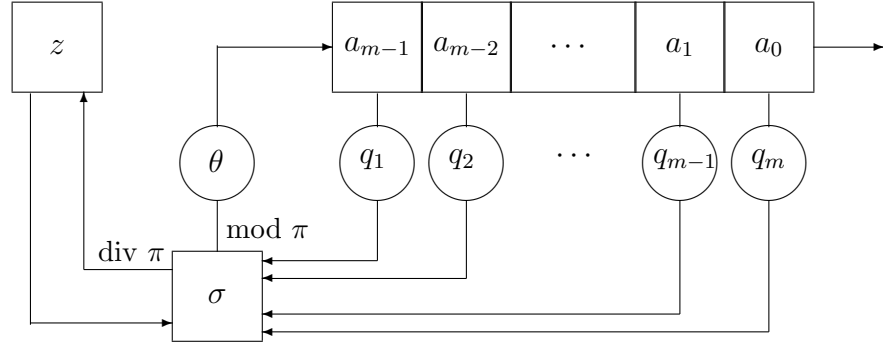 z
a_{m-1} a_{m-2} ⋯ a_1 a_0
θ q_1 q_2 ⋯ q_{m-1} q_m
mod π
div π
σ